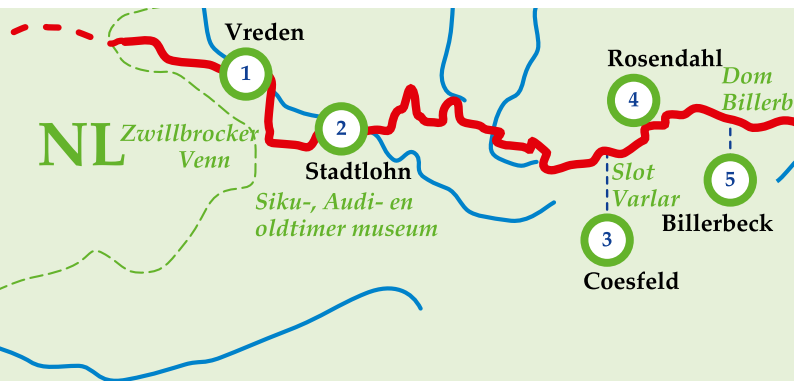 Vreden
1
NL
Zwillbrocker
Venn
2
Stadtlohn
Siku-, Audi- en
oldtimer museum
Rosendahl
4
Dom
Billerb
Slot
Varlar
5
Billerbeck
3
Coesfeld